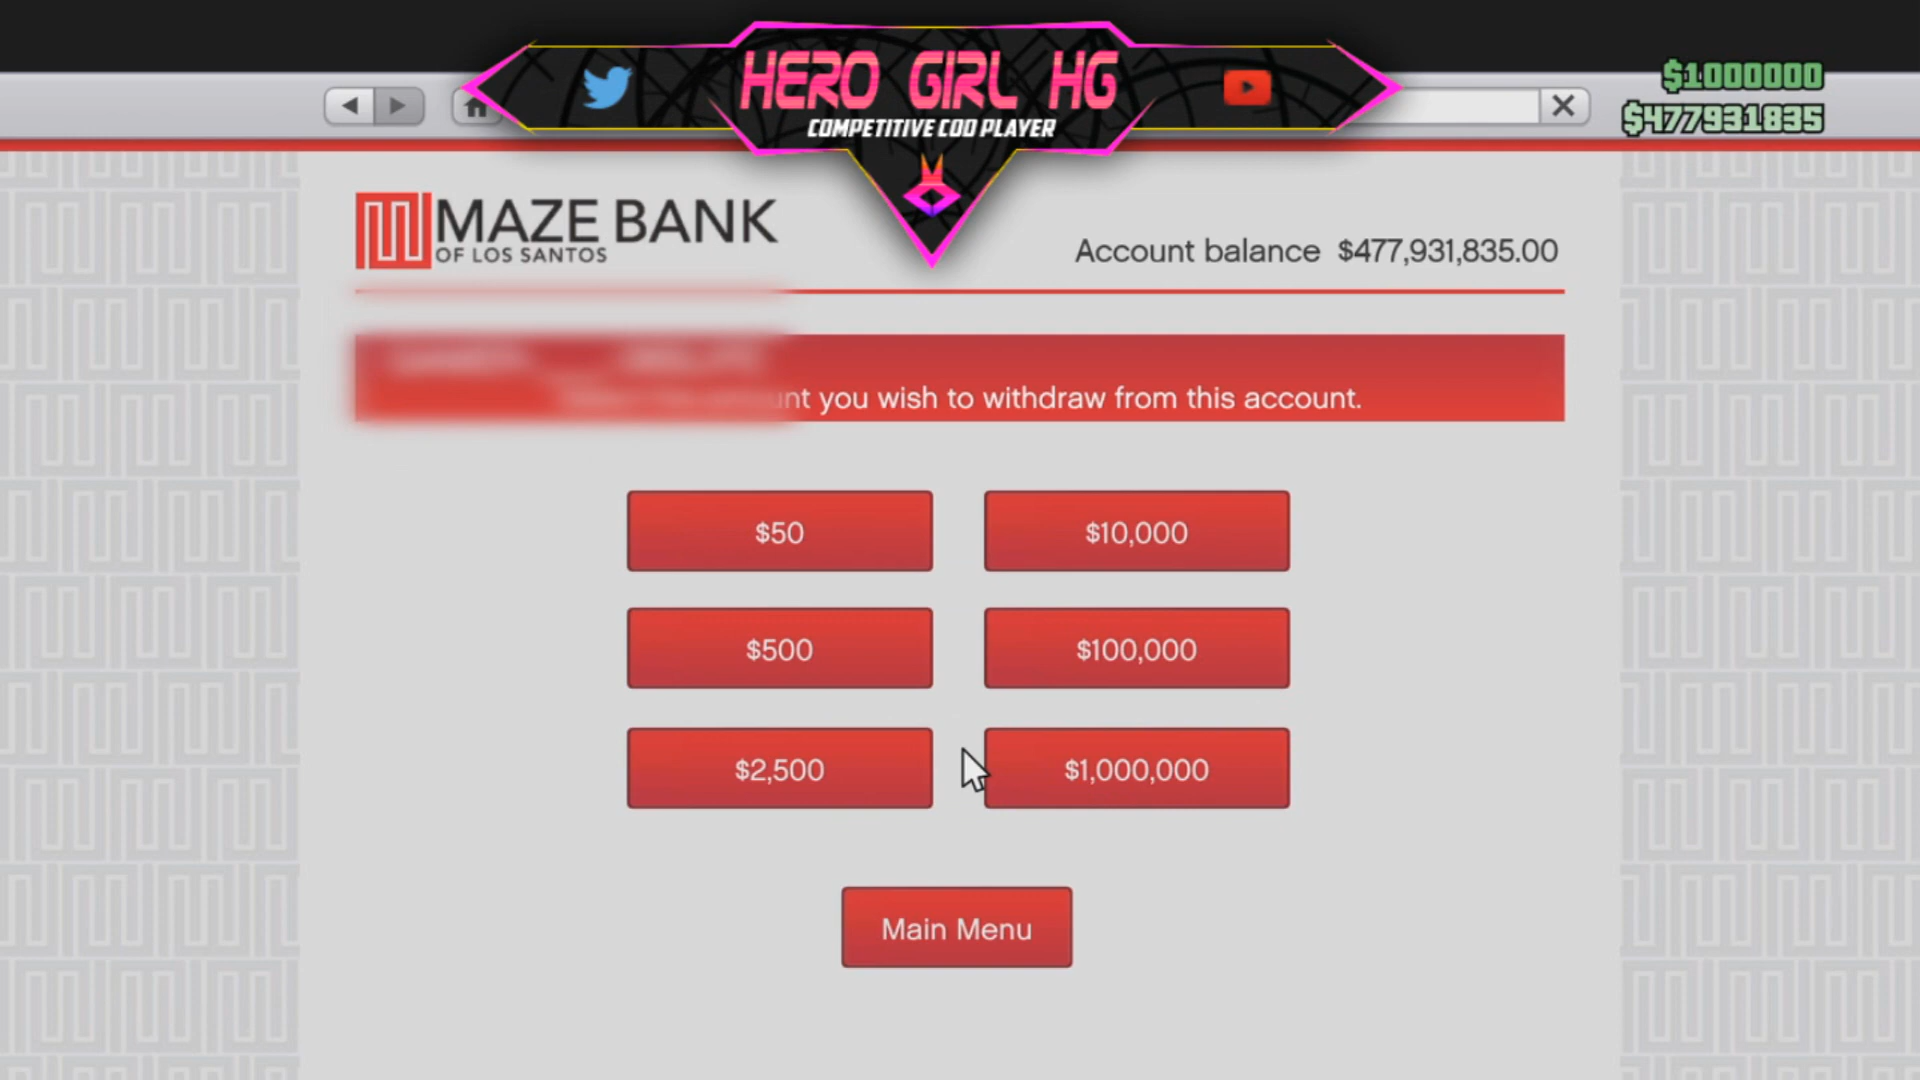 HERO GIRL HG
COMPETITIVE COD PLAYER
$1000000
$477931835
MAZE BANK
OF LOS SANTOS
Account balance $477,931,835.00
you wish to withdraw from this account.
$50
$10,000
$500
$100,000
$2,500
$1,000,000
Main Menu